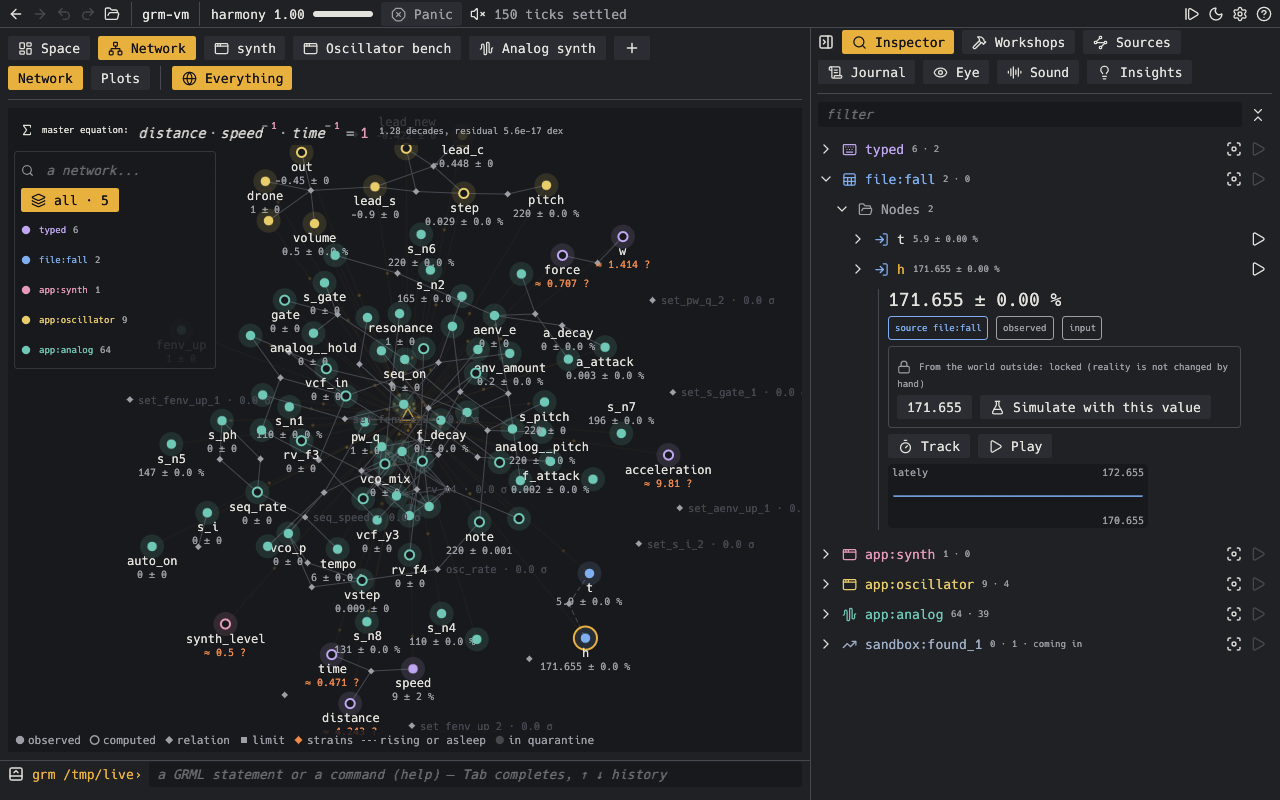 grm-vm harmony 1.00 Panic 150 ticks settled
Space Network synth Oscillator bench Analog synth +
Network Plots Everything
Σ master equation: distance · speed⁻¹ · time⁻¹ = 1 1.28 decades, residual 5.6e-17 dex
a network...
all · 5
typed 6
file:fall 2
app:synth 1
app:oscillator 9
app:analog 64
lead_new
out
-0.45 ± 0
lead_c
-0.448 ± 0
drone
1 ± 0
lead_s
-0.9 ± 0
step
0.029 ± 0.0 %
pitch
220 ± 0.0 %
volume
0.5 ± 0.0 %
s_n6
220 ± 0.0 %
w
≈ 1.414 ?
force
≈ 0.707 ?
s_n2
165 ± 0.0
s_gate
0 ± 0
set_pw_q_2 · 0.0 σ
gate
0 ± 0
resonance
1 ± 0
aenv_e
0 ± 0
a_decay
0 ± 0.0 %
fenv_up
1 ± 0
analog__hold
0 ± 0
env_amount
0.2 ± 0.0 %
a_attack
0.003 ± 0.0 %
seq_on
0 ± 0
vcf_in
0 ± 0
set_fenv_up_1 · 0.0
set_s_gate_1 · 0.0
s_n1
110 ± 0.0 %
s_pitch
220 ± 0
s_n7
196 ± 0.0 %
s_ph
0 ± 0
pw_q
1 ± 0
f_decay
0 ± 0.0 %
analog__pitch
220 ± 0
s_n5
147 ± 0.0 %
rv_f3
0 ± 0
acceleration
≈ 9.81 ?
vco_mix
0 ± 0
f_attack
0.002 ± 0.0 %
seq_rate
0 ± 0
set_aenv_up_1 · 0.
s_i
0 ± 0
seq_speed
vcf_y3
0 ± 0
note
220 ± 0.001
set_s_i_2 · 0.0 σ
auto_on
0 ± 0
vco_p
0 ± 0
tempo
6 ± 0.0
rv_f4
0 ± 0
osc_rate · 0.0 σ
t
5.9 ± 0.0 %
vstep
0.009 ± 0
synth_level
≈ 0.5 ?
s_n8
131 ± 0.0 %
s_n4
110 ± 0.0
h
171.655 ± 0.0 %
time
≈ 0.471 ?
speed
9 ± 2 %
distance
set_fenv_up_2 · 0.0 σ
observed computed relation limit strains rising or asleep in quarantine
grm /tmp/live› a GRML statement or a command (help) — Tab completes, ↑ ↓ history
Inspector Workshops Sources
Journal Eye Sound Insights
filter
typed 6 · 2
file:fall 2 · 0
Nodes 2
t 5.9 ± 0.00 %
h 171.655 ± 0.00 %
171.655 ± 0.00 %
source file:fall observed input
From the world outside: locked (reality is not changed by
hand)
171.655 Simulate with this value
Track Play
lately 172.655
170.655
app:synth 1 · 0
app:oscillator 9 · 4
app:analog 64 · 39
sandbox:found_1 0 · 1 · coming in